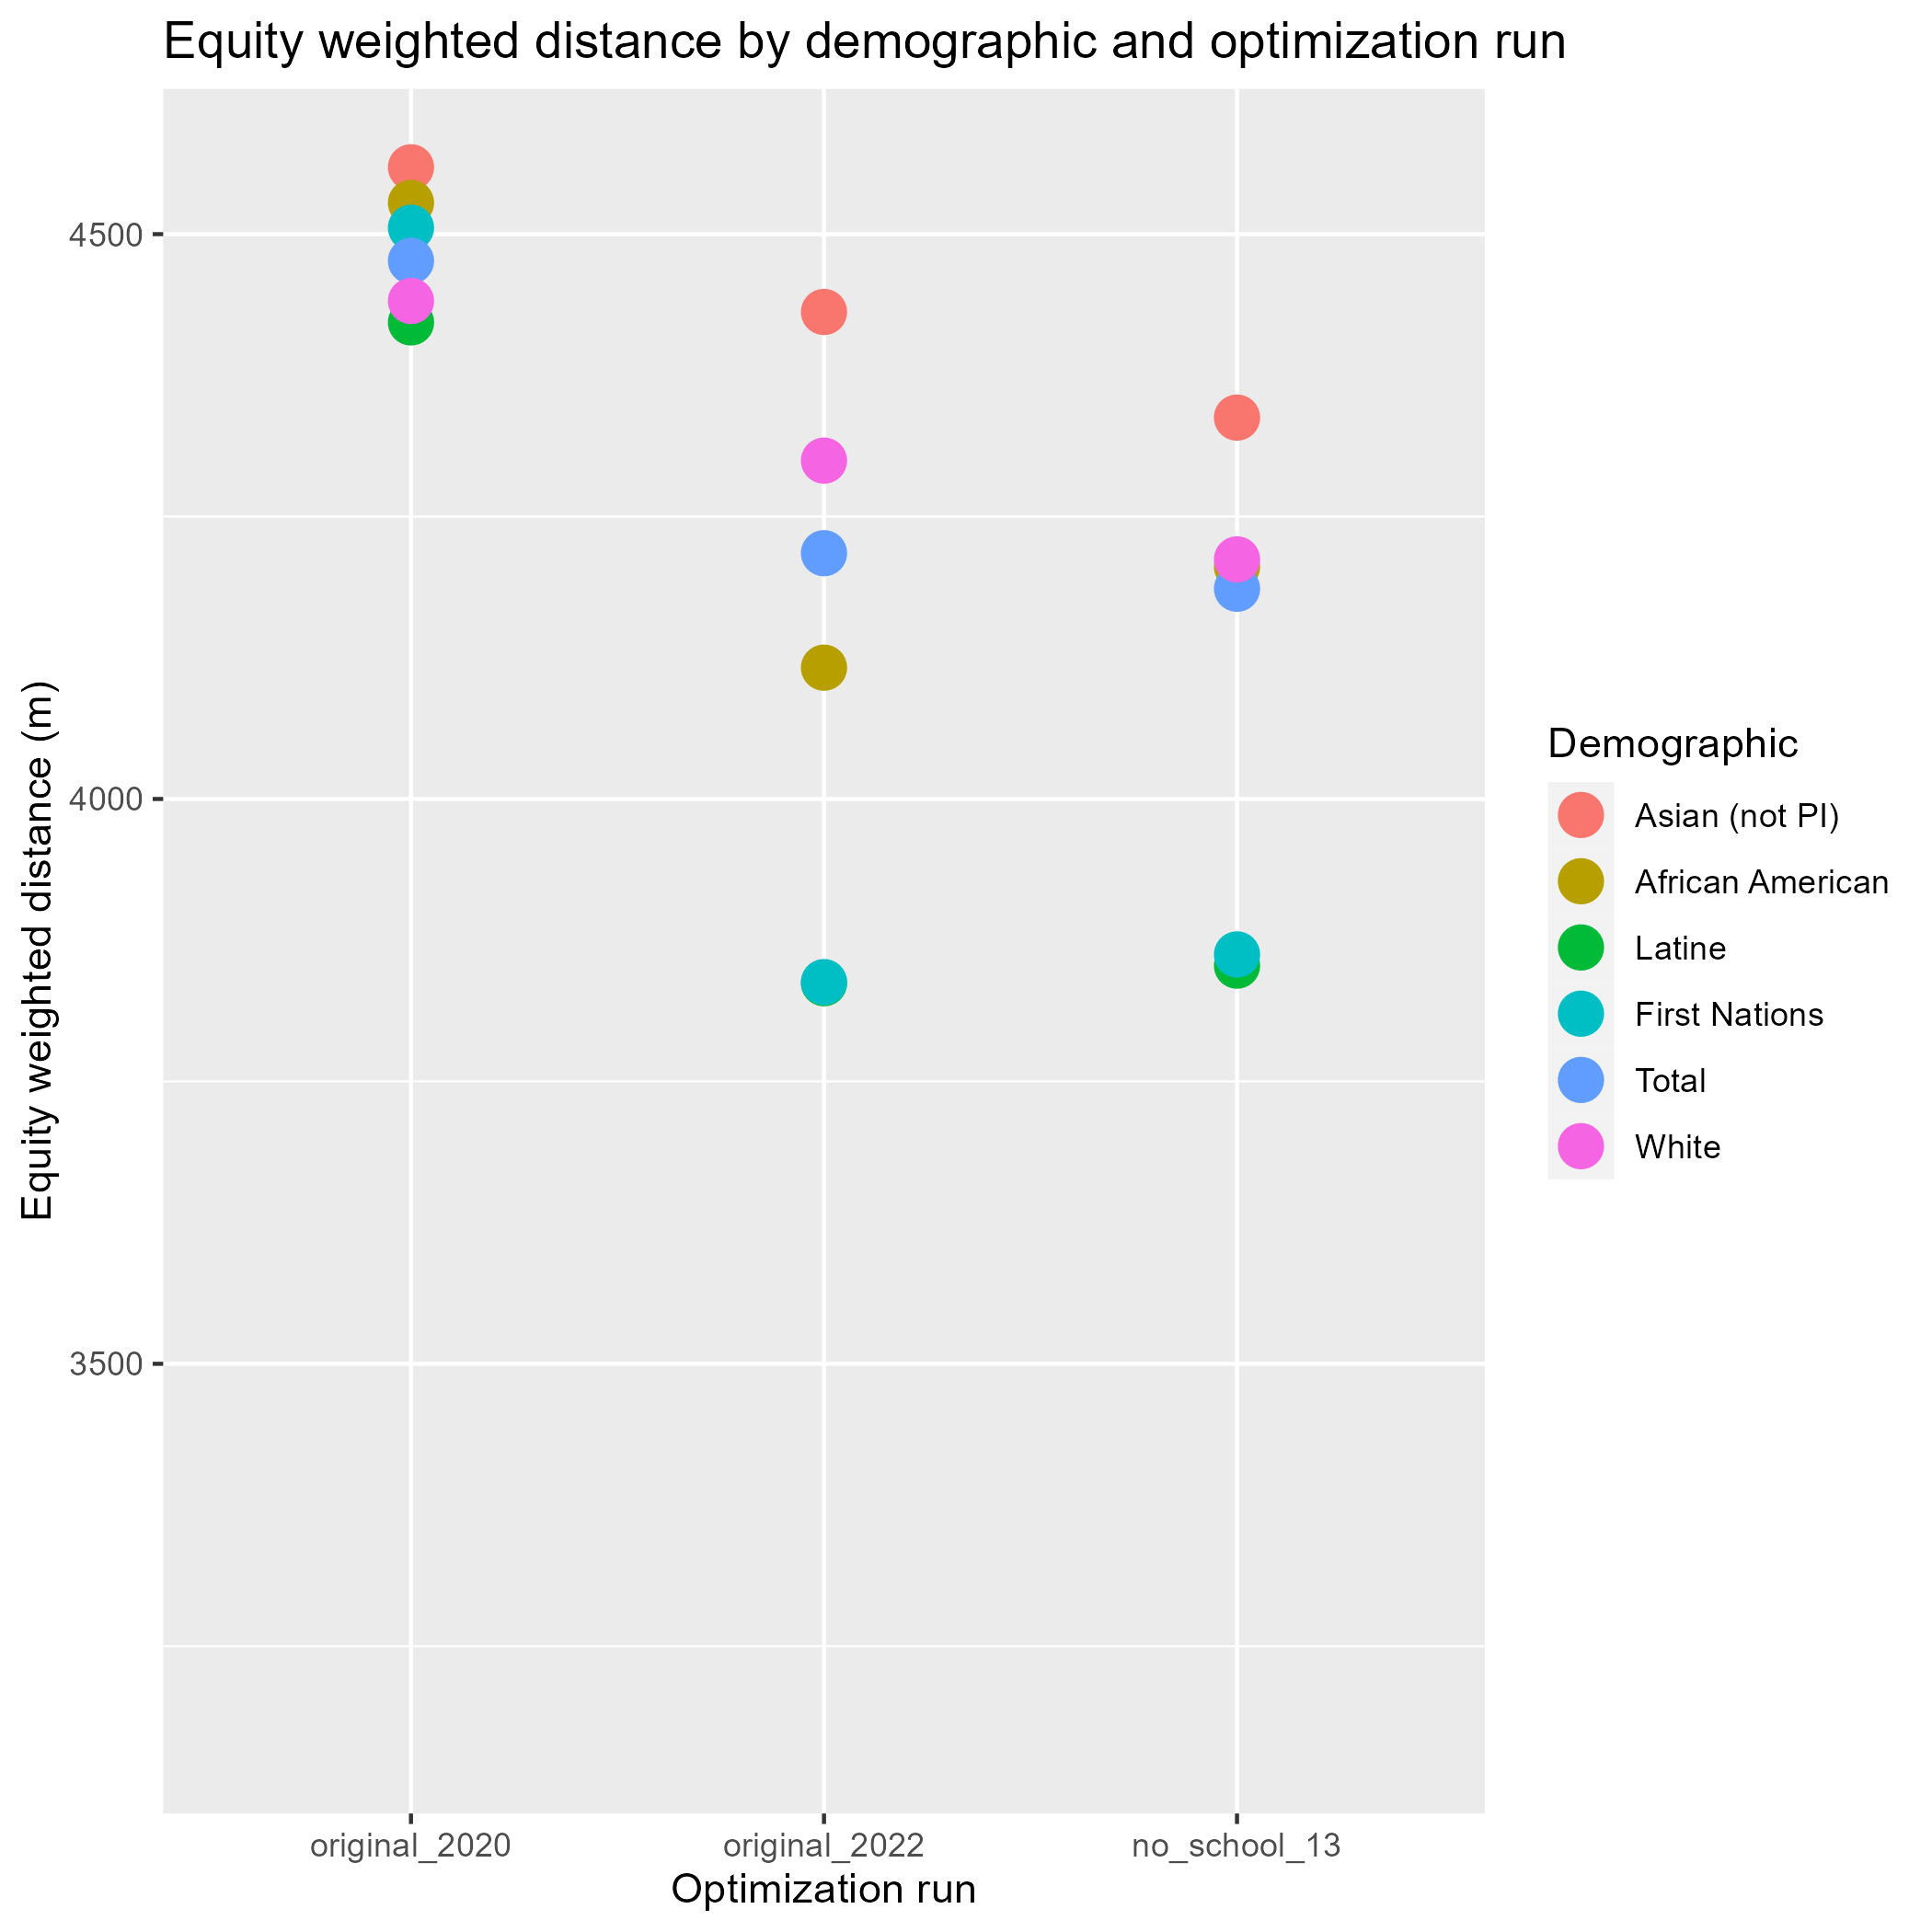 Equity weighted distance by demographic and optimization run
Equity weighted distance (m)
4500
4000
3500
original_2020
original_2022
no_school_13
Optimization run
Demographic
Asian (not PI)
African American
Latine
First Nations
Total
White